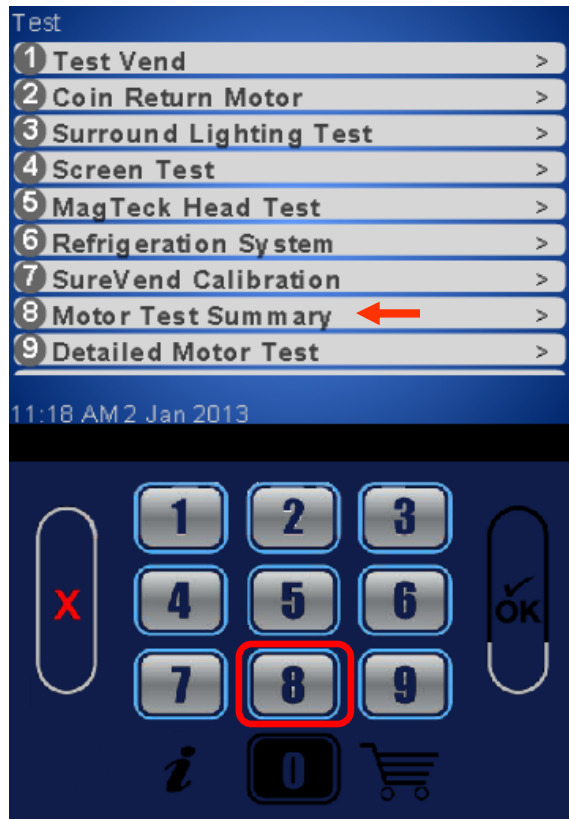 Test
1 Test Vend >
2 Coin Return Motor >
3 Surround Lighting Test >
4 Screen Test >
5 MagTeck Head Test >
6 Refrigeration System >
7 SureVend Calibration >
8 Motor Test Summary >
9 Detailed Motor Test >
11:18 AM 2 Jan 2013
1 2 3
X 4 5 6 OK
7 8 9
i 0